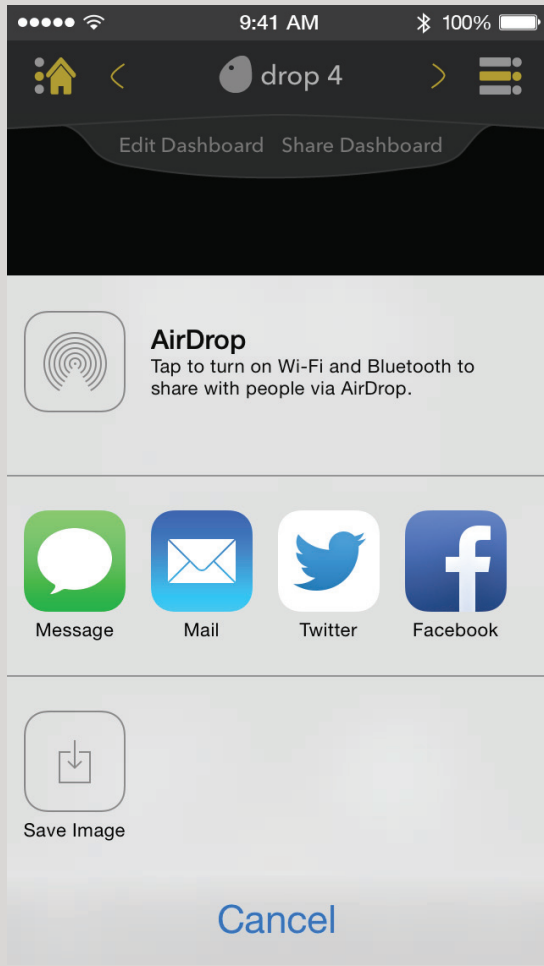 9:41 AM
100%
drop 4
Edit Dashboard Share Dashboard
AirDrop
Tap to turn on Wi-Fi and Bluetooth to
share with people via AirDrop.
Message Mail Twitter Facebook
Save Image
Cancel